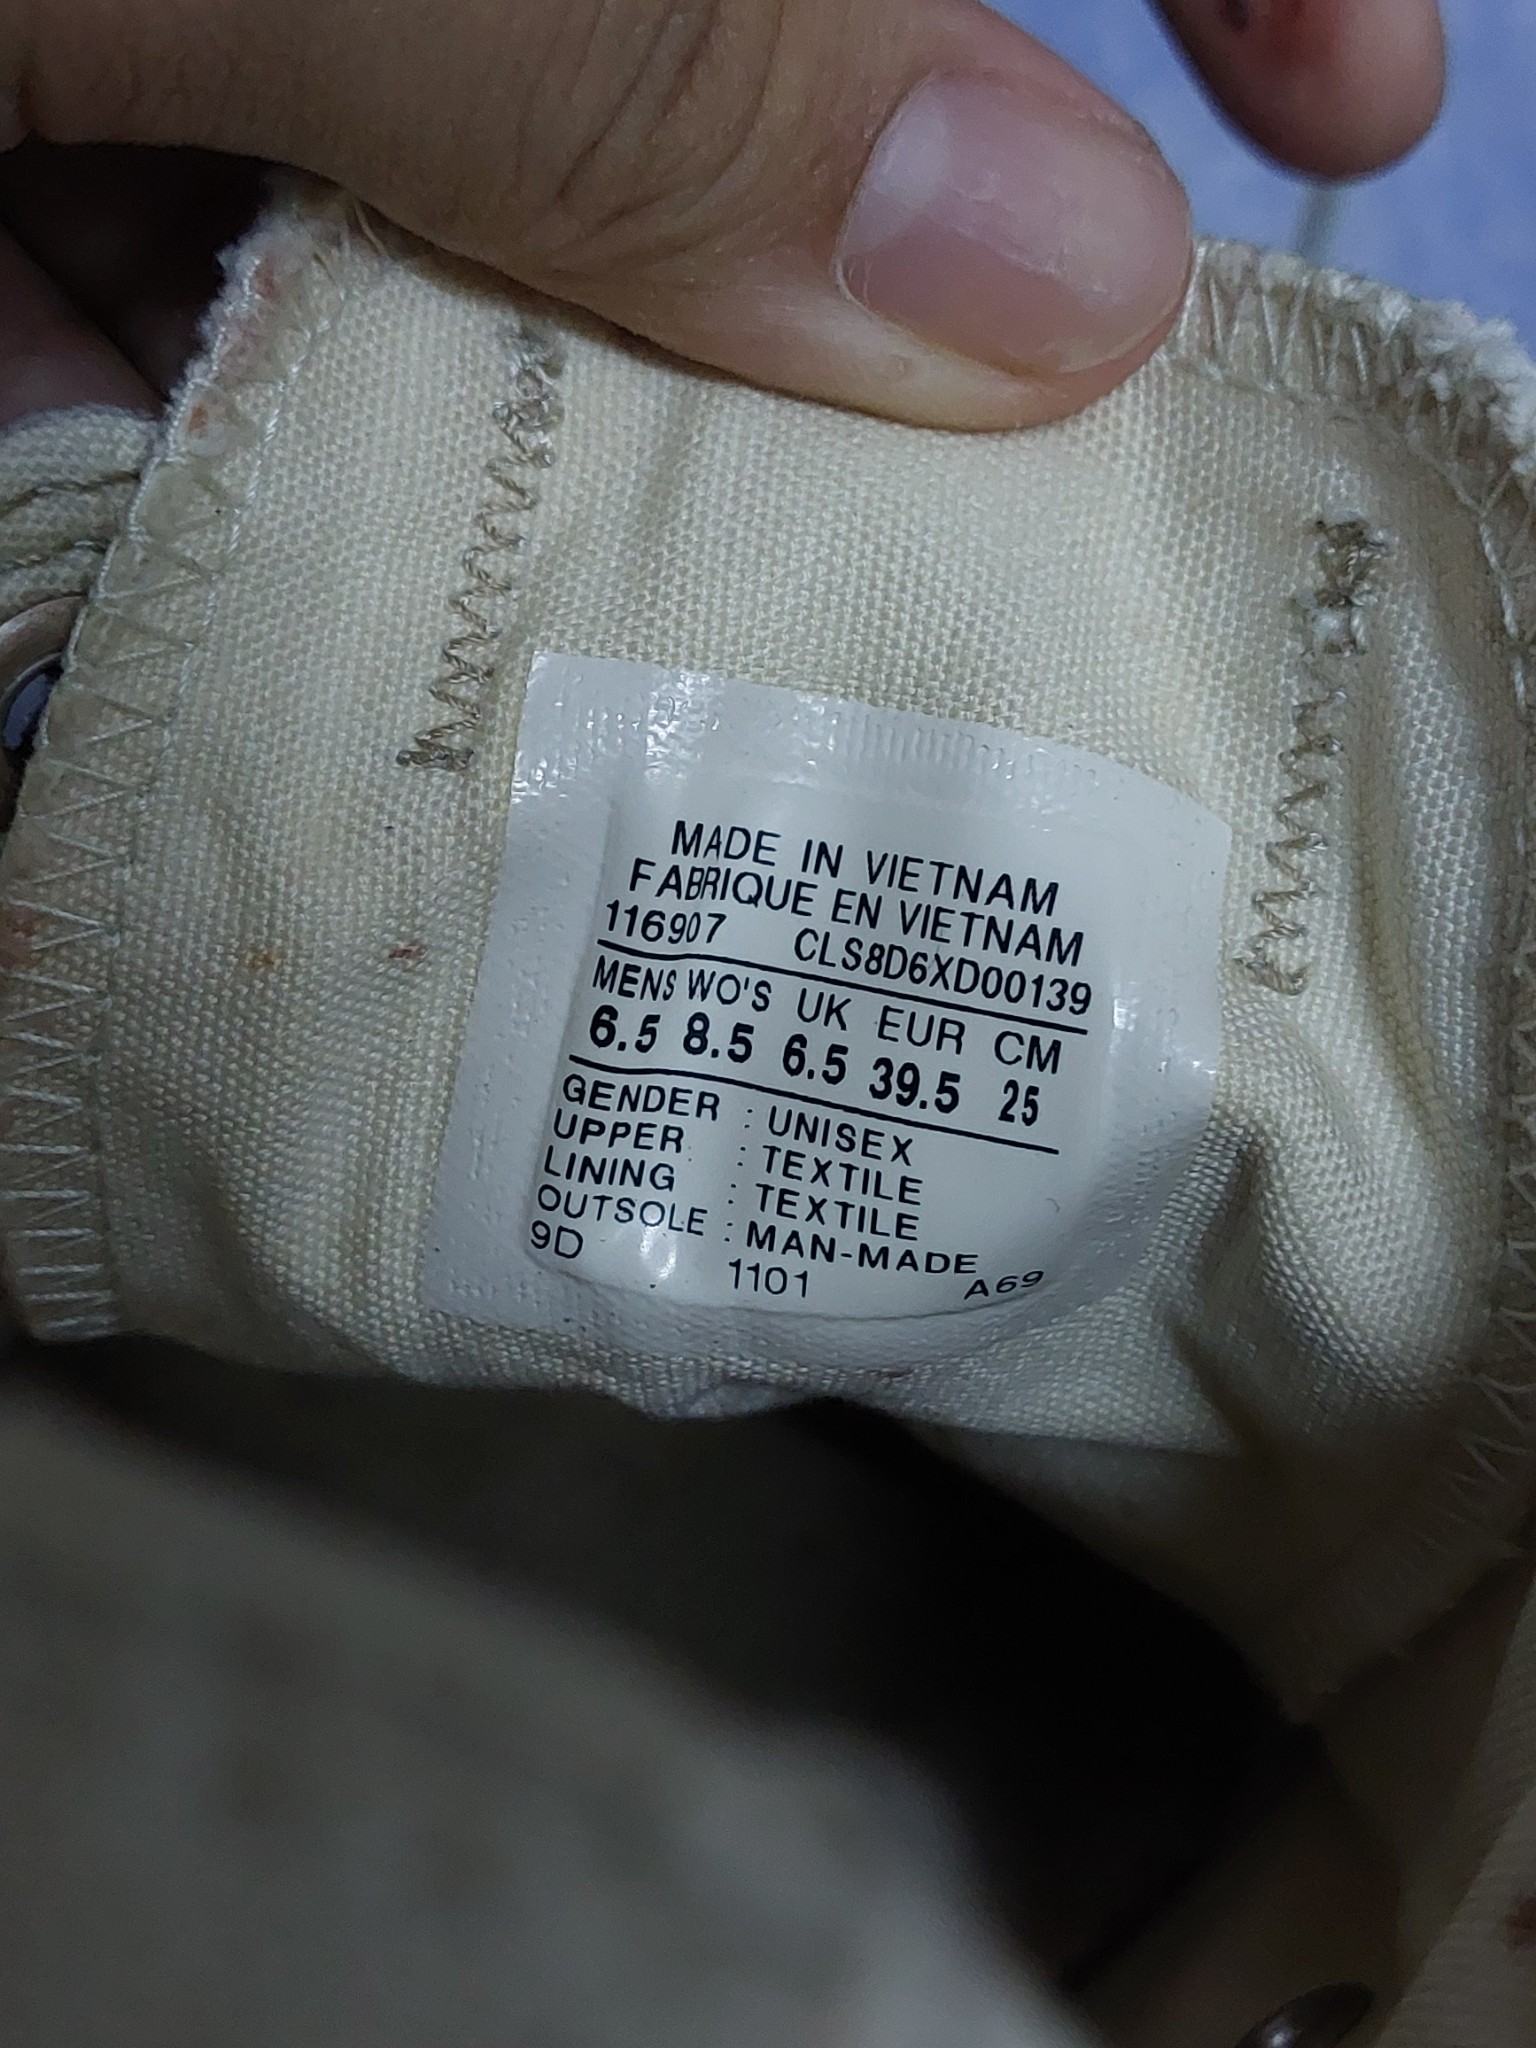 MADE IN VIETNAM
FABRIQUE EN VIETNAM
116907 CLS8D6XD00139
MENS WO'S UK EUR CM
6.5 8.5 6.5 39.5 25
GENDER : UNISEX
UPPER : TEXTILE
LINING : TEXTILE
OUTSOLE : MAN-MADE
9D 1101 A69